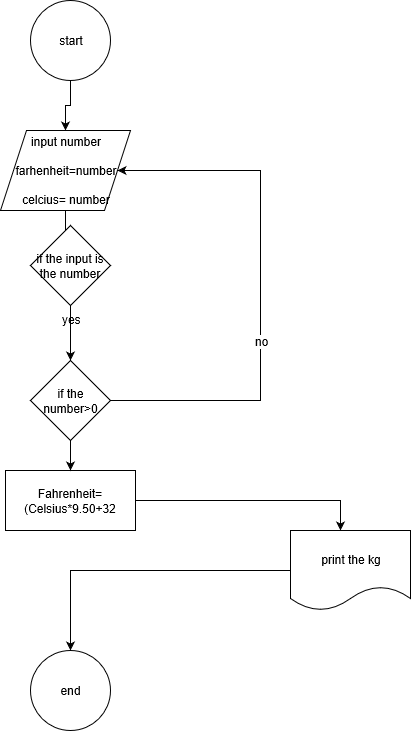 start
input number
farhenheit=number
celcius= number
if the input is
the number
yes
no
if the
number>0
Fahrenheit=
(Celsius*9.50+32
print the kg
end